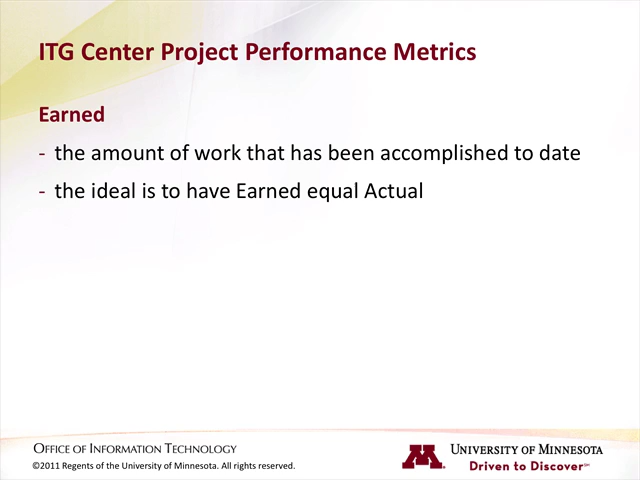 ITG Center Project Performance Metrics
Earned
- the amount of work that has been accomplished to date
- the ideal is to have Earned equal Actual
OFFICE OF INFORMATION TECHNOLOGY
©2011 Regents of the University of Minnesota. All rights reserved.
M
UNIVERSITY OF MINNESOTA
Driven to Discover℠